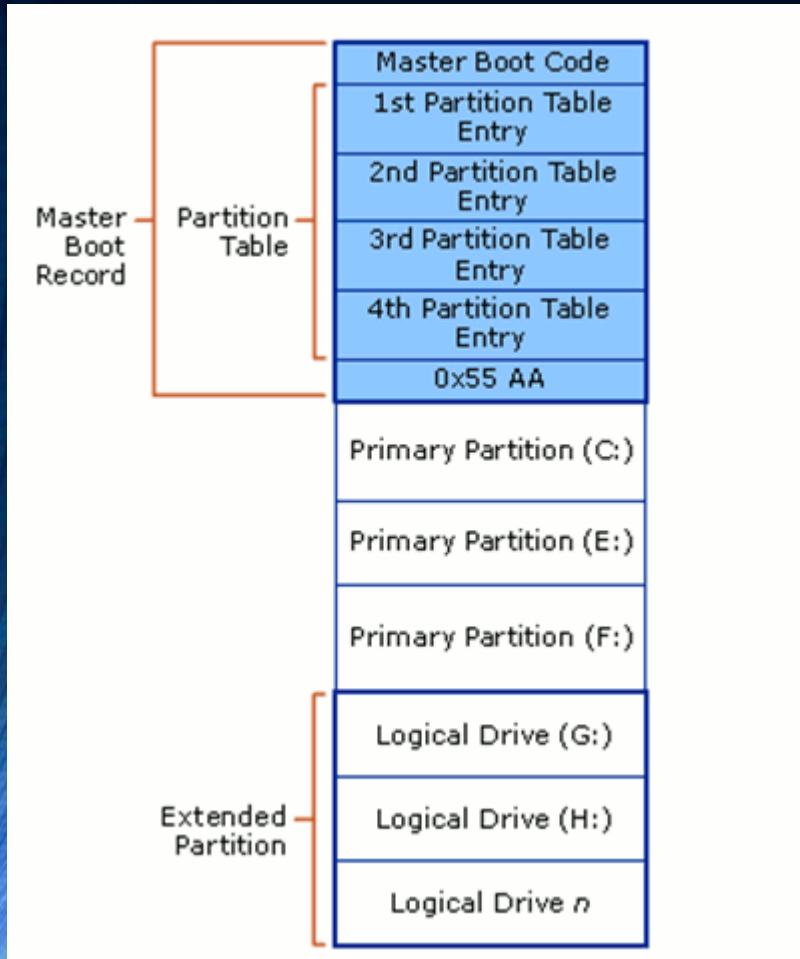 Master Boot Code
1st Partition Table
Entry
2nd Partition Table
Entry
3rd Partition Table
Entry
4th Partition Table
Entry
0x55 AA
Master
Boot
Record
Partition
Table
Primary Partition (C:)
Primary Partition (E:)
Primary Partition (F:)
Logical Drive (G:)
Logical Drive (H:)
Logical Drive n
Extended
Partition